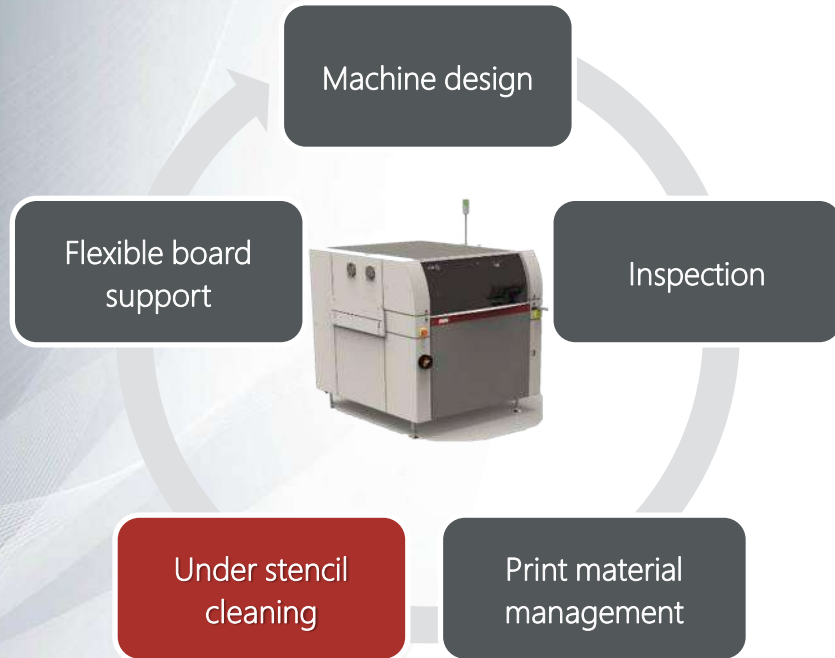 Machine design
Inspection
Print material
management
Under stencil
cleaning
Flexible board
support